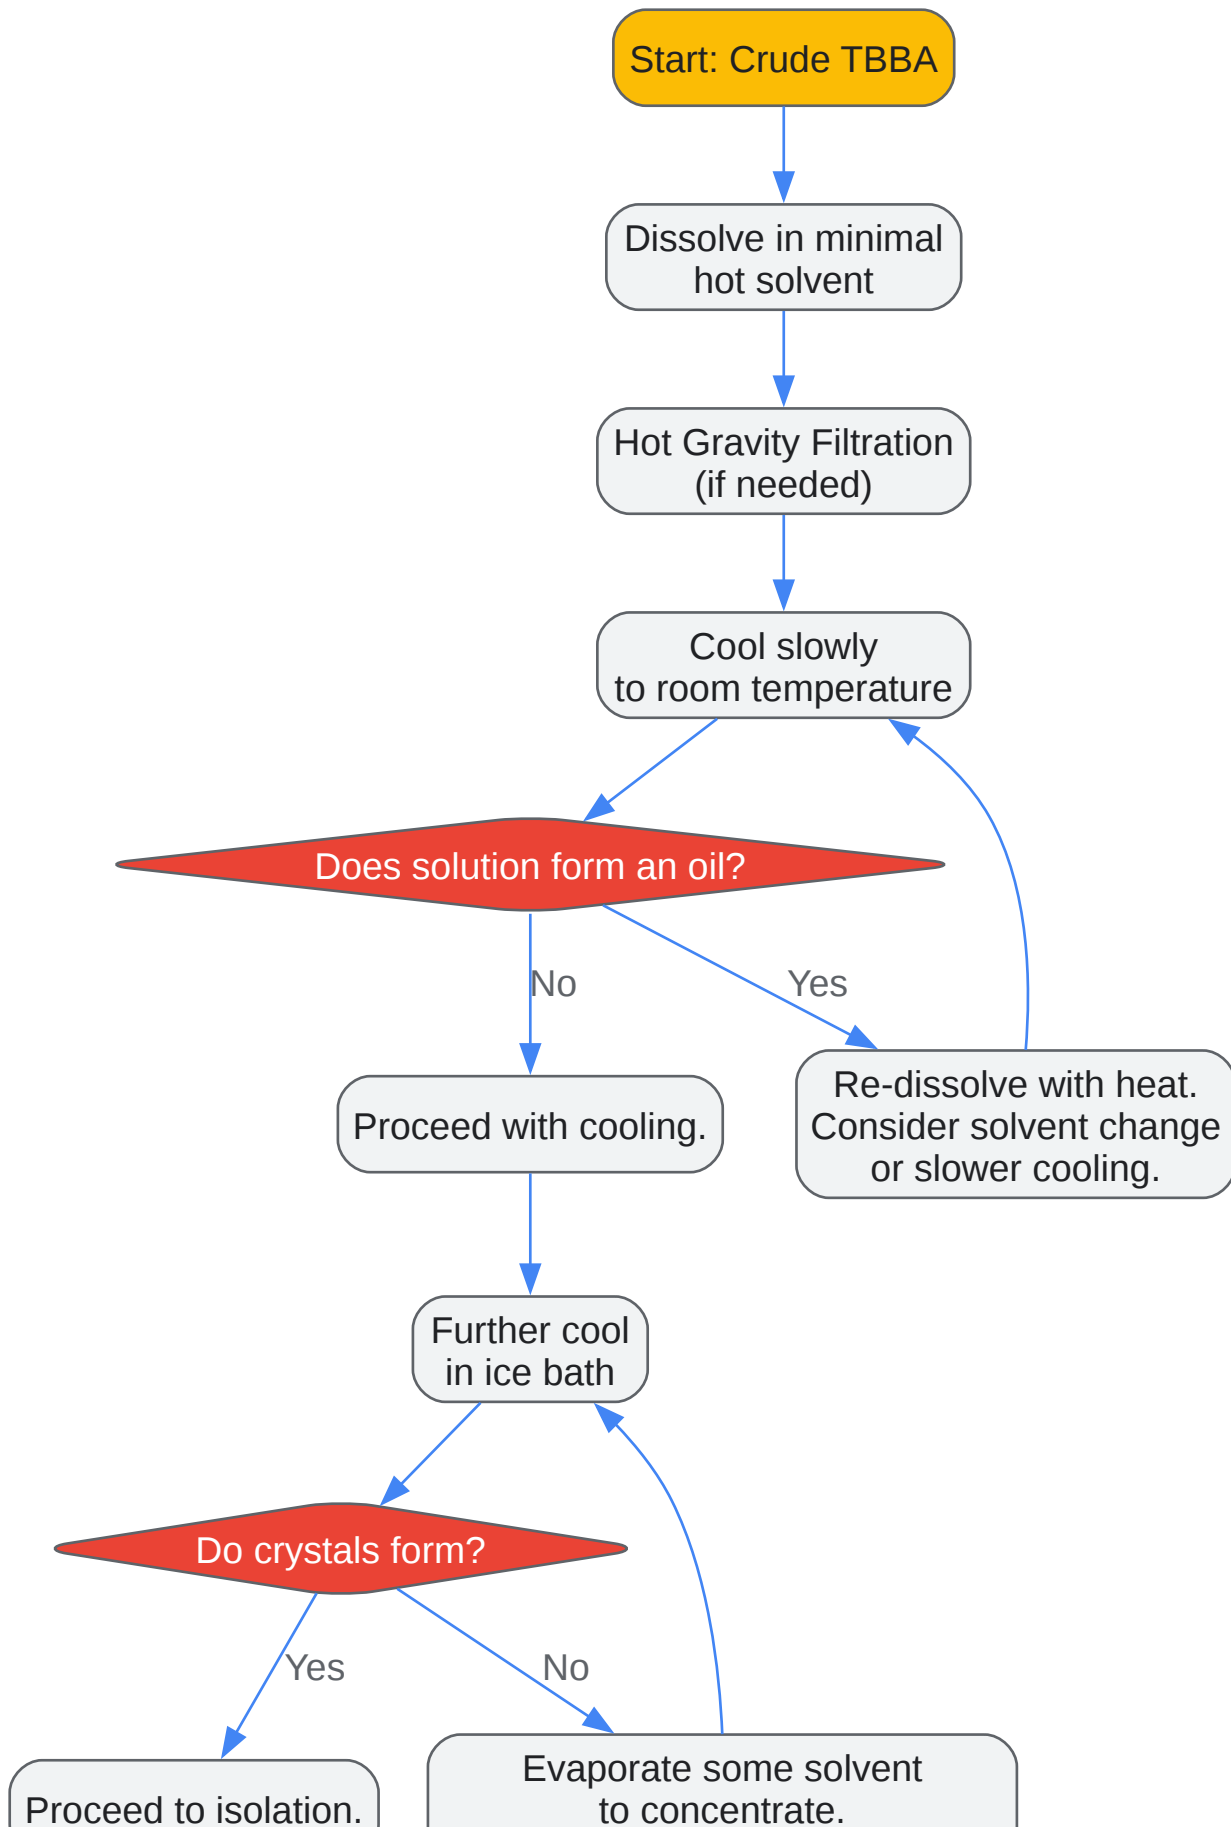 Start: Crude TBBA
Dissolve in minimal
hot solvent
Hot Gravity Filtration
(if needed)
Cool slowly
to room temperature
Does solution form an oil?
No
Yes
Re-dissolve with heat.
Consider solvent change
or slower cooling.
Proceed with cooling.
Further cool
in ice bath
Do crystals form?
Yes
No
Evaporate some solvent
to concentrate.
Proceed to isolation.